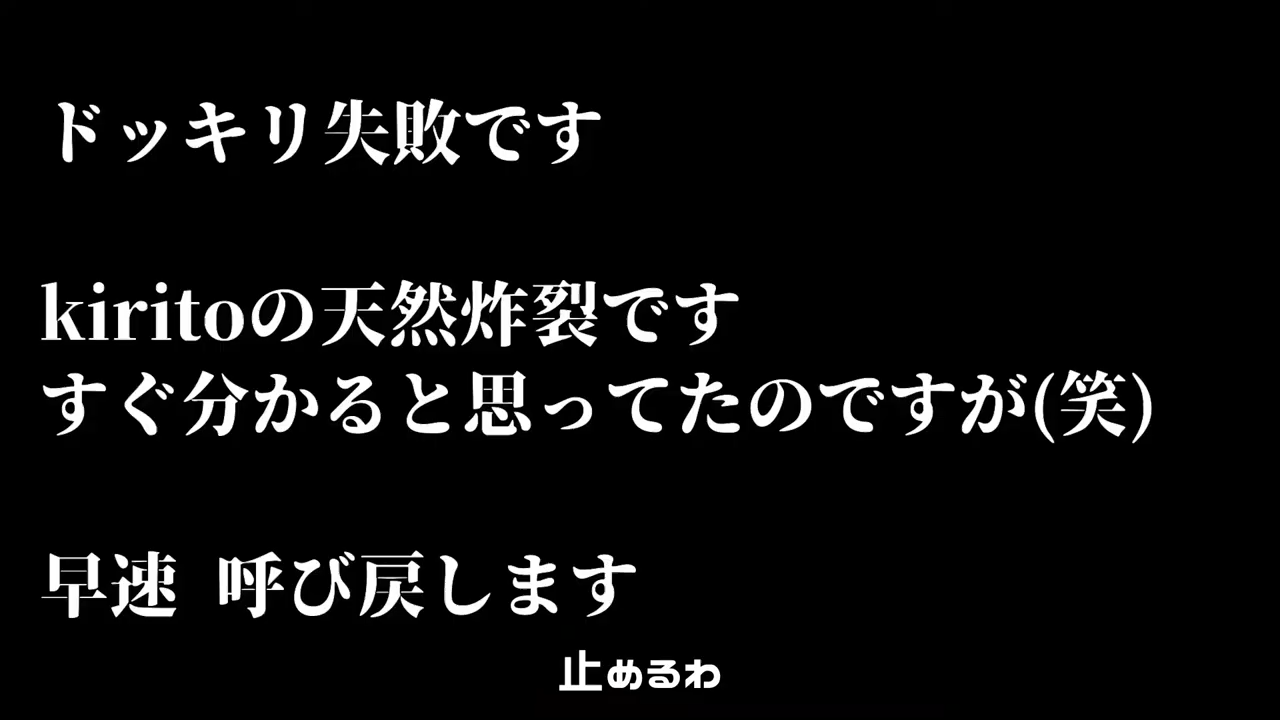 ドッキリ失敗です
kiritoの天然炸裂です
すぐ分かると思ってたのですが(笑)
早速 呼び戻します
止めるわ